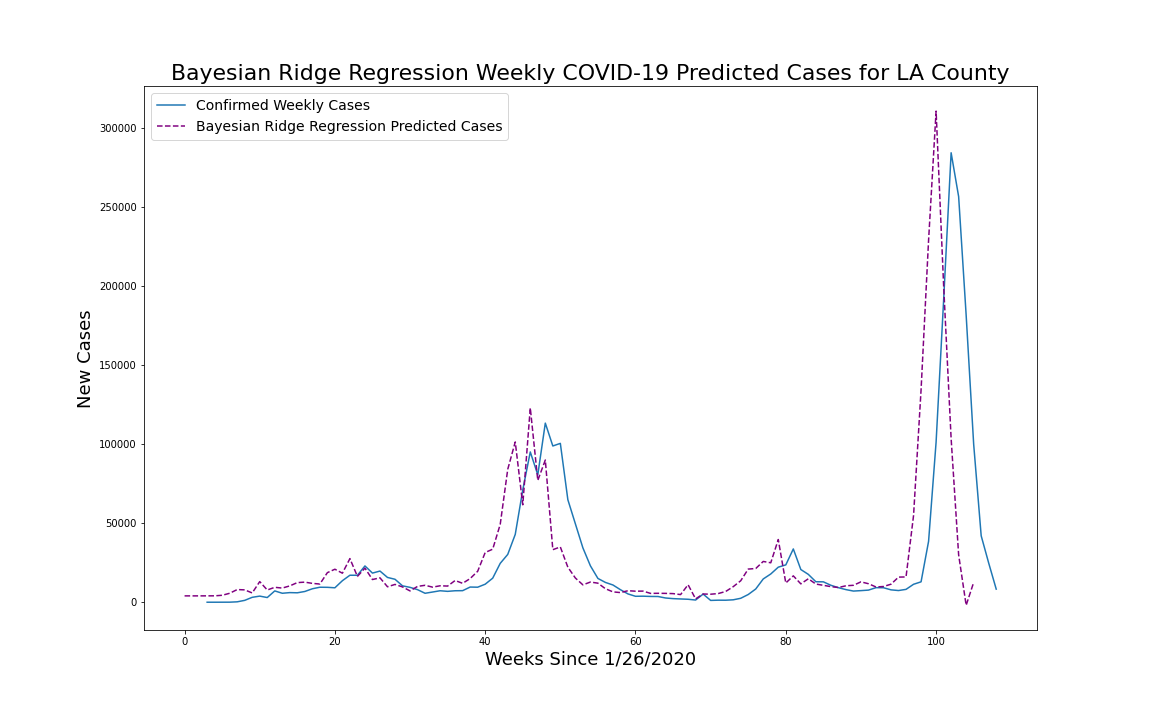 Bayesian Ridge Regression Weekly COVID-19 Predicted Cases for LA County
Confirmed Weekly Cases
Bayesian Ridge Regression Predicted Cases
New Cases
300000
250000
200000
150000
100000
50000
0
0 20 40 60 80 100
Weeks Since 1/26/2020